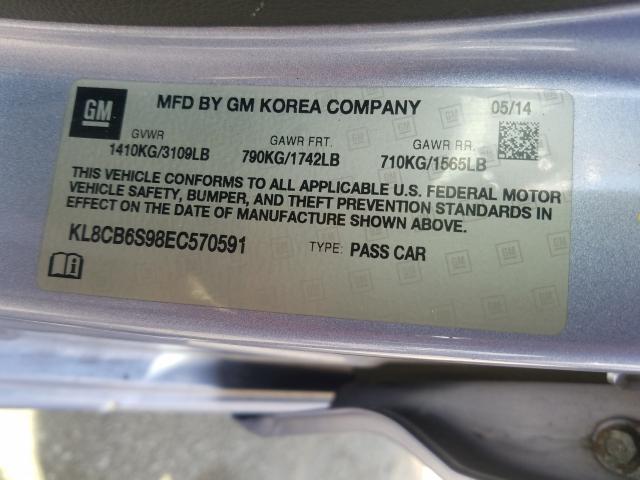 GM MFD BY GM KOREA COMPANY 05/14
GVWR GAWR FRT. GAWR RR.
1410KG/3109LB 790KG/1742LB 710KG/1565LB
THIS VEHICLE CONFORMS TO ALL APPLICABLE U.S. FEDERAL MOTOR
VEHICLE SAFETY, BUMPER, AND THEFT PREVENTION STANDARDS IN
EFFECT ON THE DATE OF MANUFACTURE SHOWN ABOVE.
KL8CB6S98EC570591 TYPE: PASS CAR